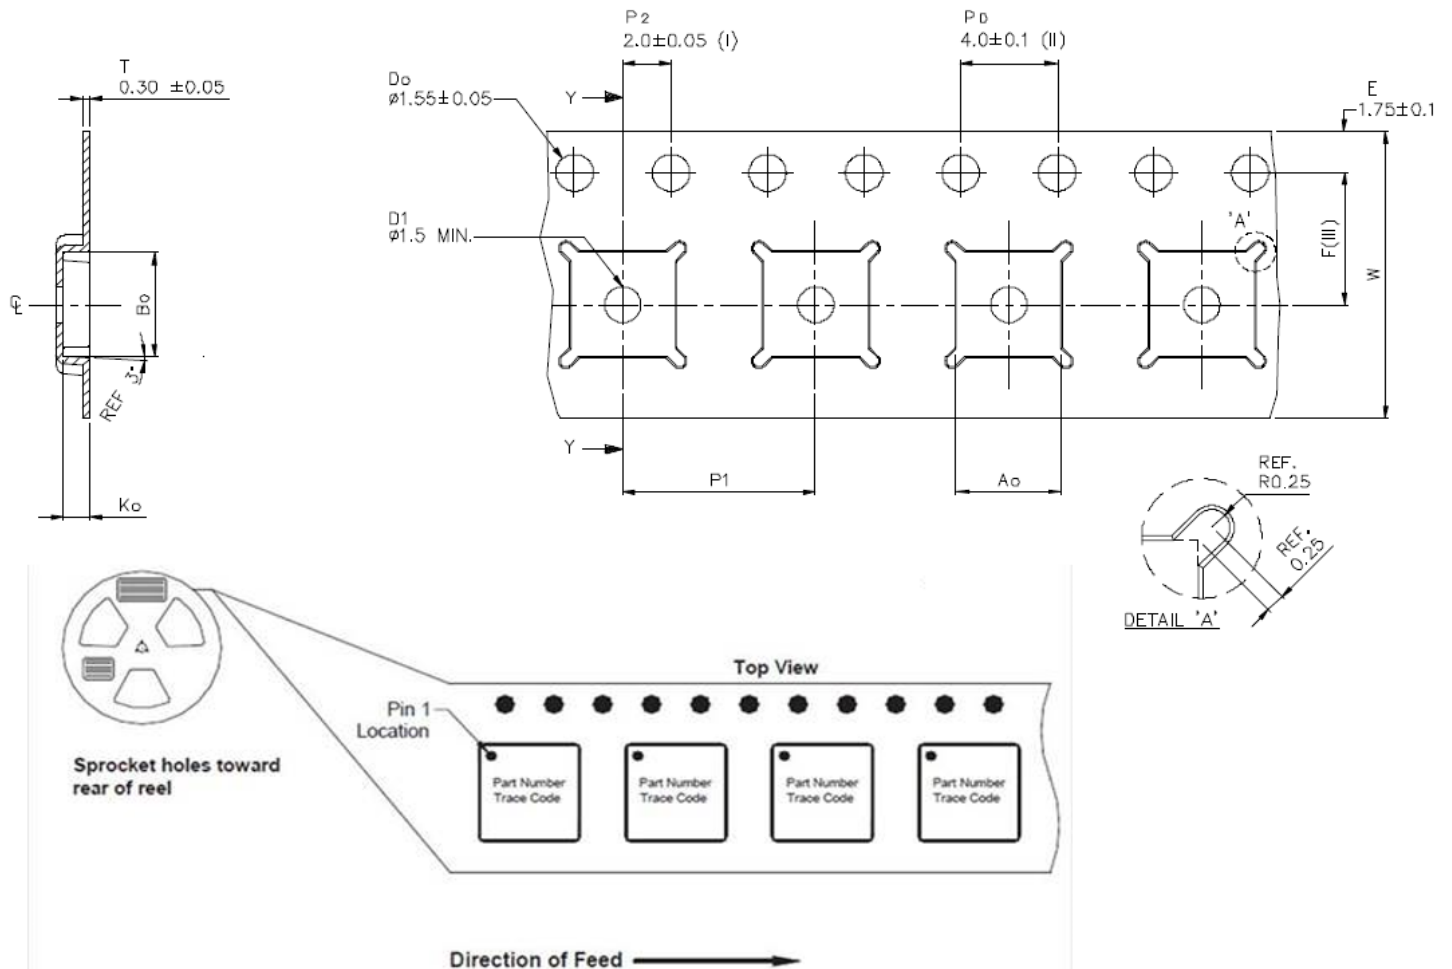 P2
2.0±0.05 (I)
Po
4.0±0.1 (II)
T
0.30 ±0.05
Do
ø1.55±0.05
Y
E
1.75±0.1
D1
ø1.5 MIN.
'A'
F(III)
W
℄
Bo
REF 3°
Y
P1
Ao
Ko
REF.
R0.25
REF.
0.25
DETAIL 'A'
Top View
Pin 1
Location
Sprocket holes toward
rear of reel
Part Number
Trace Code
Part Number
Trace Code
Part Number
Trace Code
Part Number
Trace Code
Direction of Feed